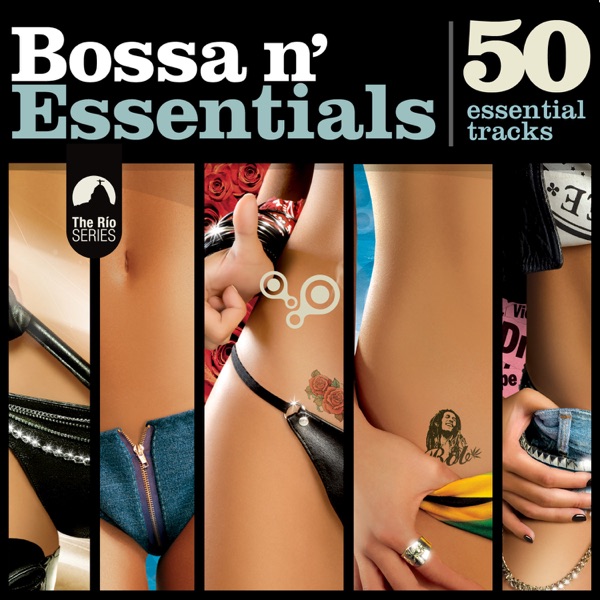 Bossa n'
Essentials
50
essential
tracks
The Río
SERIES